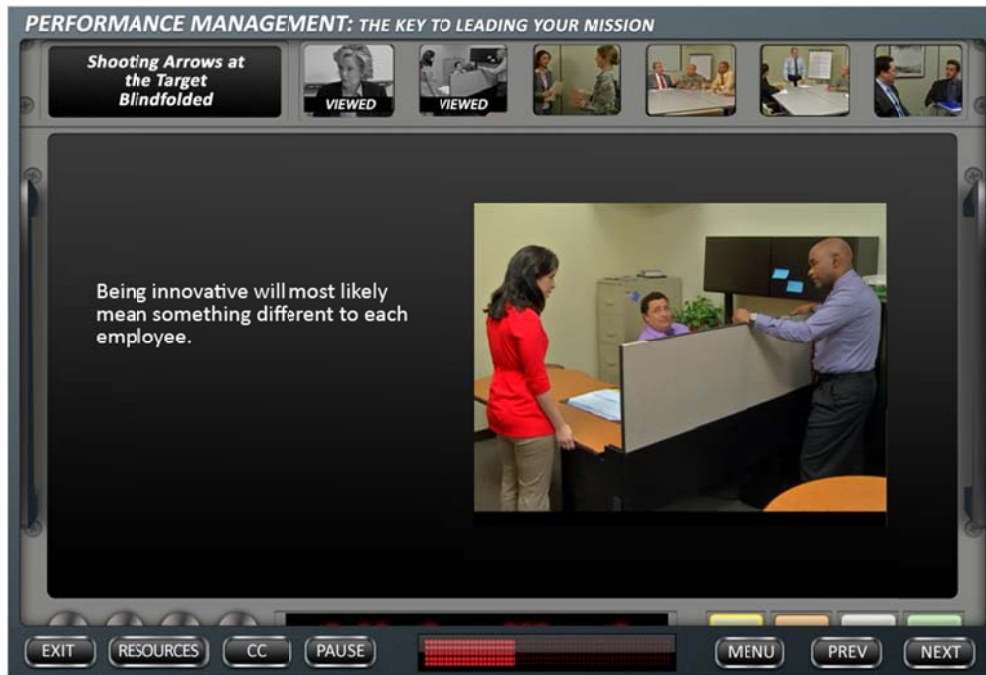 PERFORMANCE MANAGEMENT: THE KEY TO LEADING YOUR MISSION
Shooting Arrows at
the Target
Blindfolded
VIEWED
VIEWED
Being innovative will most likely
mean something different to each
employee.
EXIT
RESOURCES
CC
PAUSE
MENU
PREV
NEXT